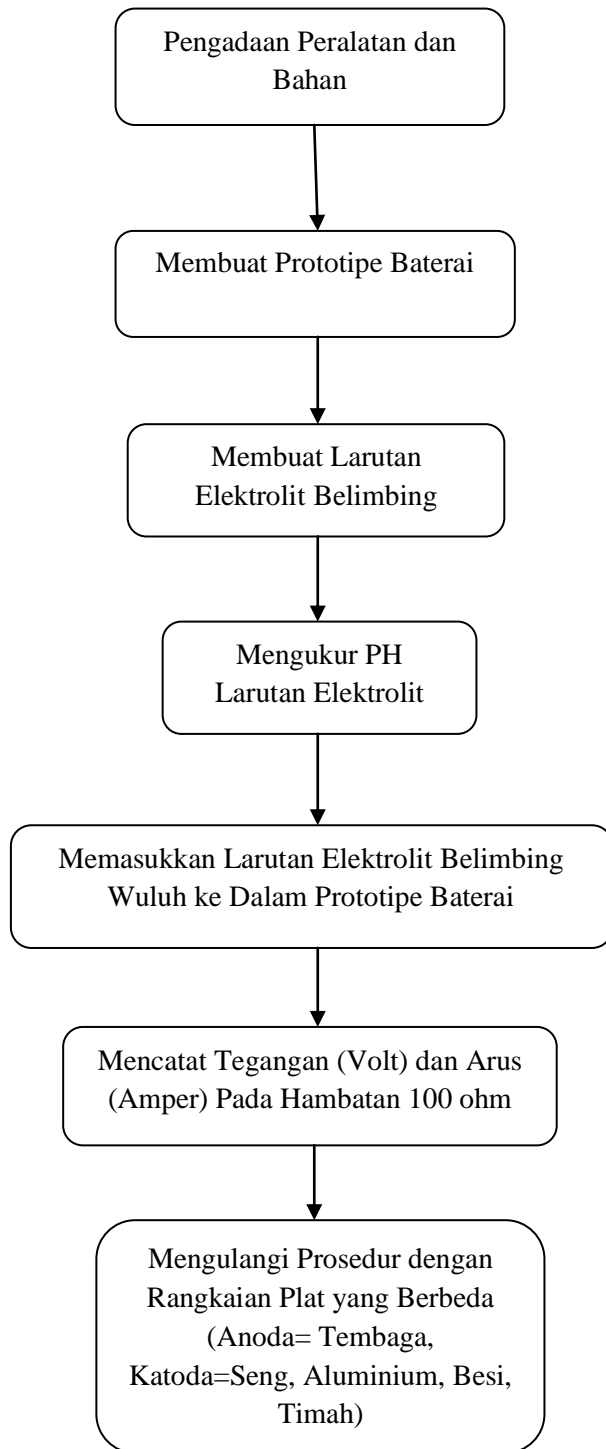 Pengadaan Peralatan dan
Bahan
Membuat Prototipe Baterai
Membuat Larutan
Elektrolit Belimbing
Mengukur PH
Larutan Elektrolit
Memasukkan Larutan Elektrolit Belimbing
Wuluh ke Dalam Prototipe Baterai
Mencatat Tegangan (Volt) dan Arus
(Amper) Pada Hambatan 100 ohm
Mengulangi Prosedur dengan
Rangkaian Plat yang Berbeda
(Anoda= Tembaga,
Katoda=Seng, Aluminium, Besi,
Timah)